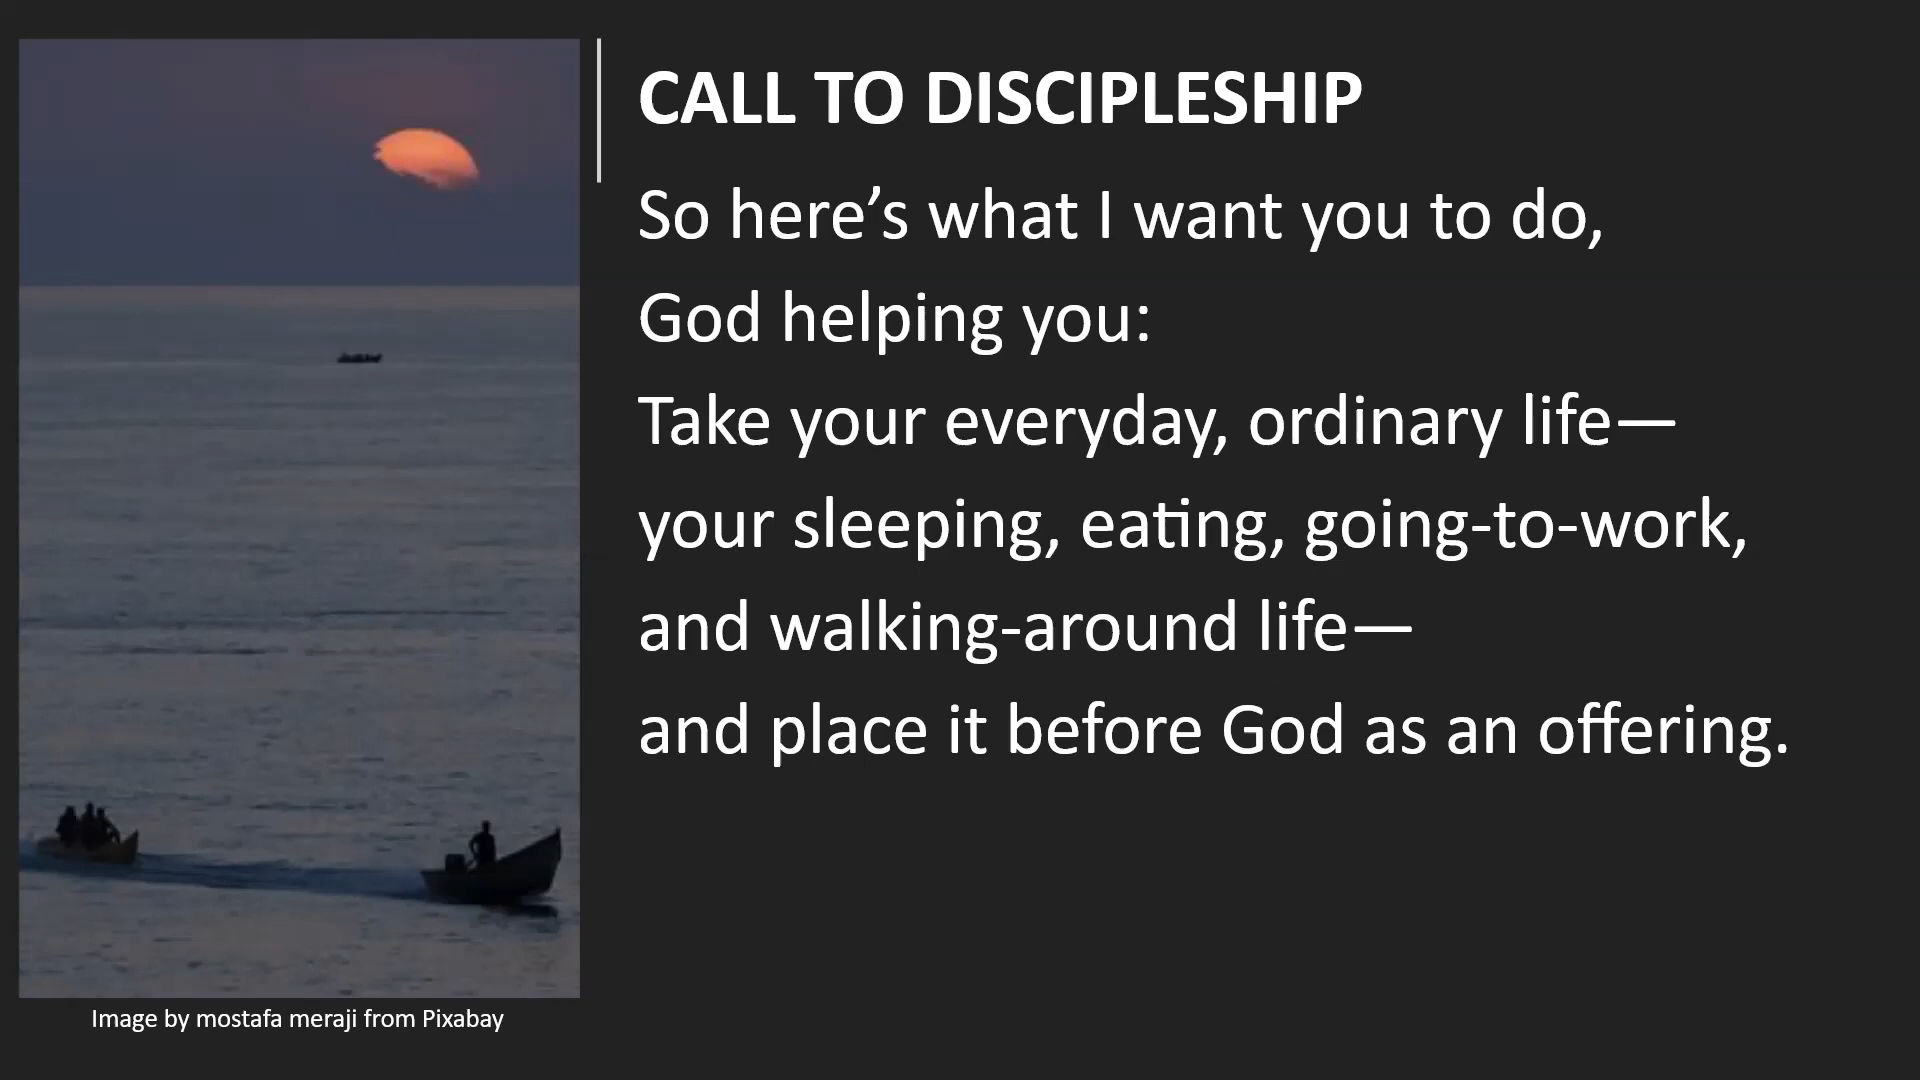 CALL TO DISCIPLESHIP
So here’s what I want you to do,
God helping you:
Take your everyday, ordinary life—
your sleeping, eating, going-to-work,
and walking-around life—
and place it before God as an offering.
Image by mostafa meraji from Pixabay